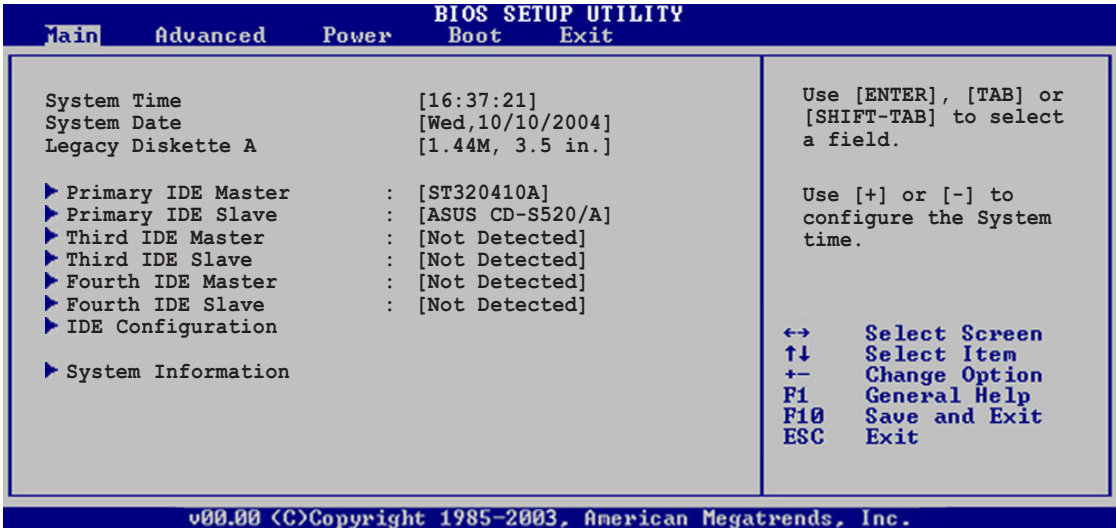 BIOS SETUP UTILITY
Main Advanced Power Boot Exit
System Time [16:37:21]
System Date [Wed,10/10/2004]
Legacy Diskette A [1.44M, 3.5 in.]
Primary IDE Master : [ST320410A]
Primary IDE Slave : [ASUS CD-S520/A]
Third IDE Master : [Not Detected]
Third IDE Slave : [Not Detected]
Fourth IDE Master : [Not Detected]
Fourth IDE Slave : [Not Detected]
IDE Configuration
System Information
Use [ENTER], [TAB] or
[SHIFT-TAB] to select
a field.
Use [+] or [-] to
configure the System
time.
←→ Select Screen
↑↓ Select Item
+- Change Option
F1 General Help
F10 Save and Exit
ESC Exit
v00.00 (C)Copyright 1985-2003, American Megatrends, Inc.